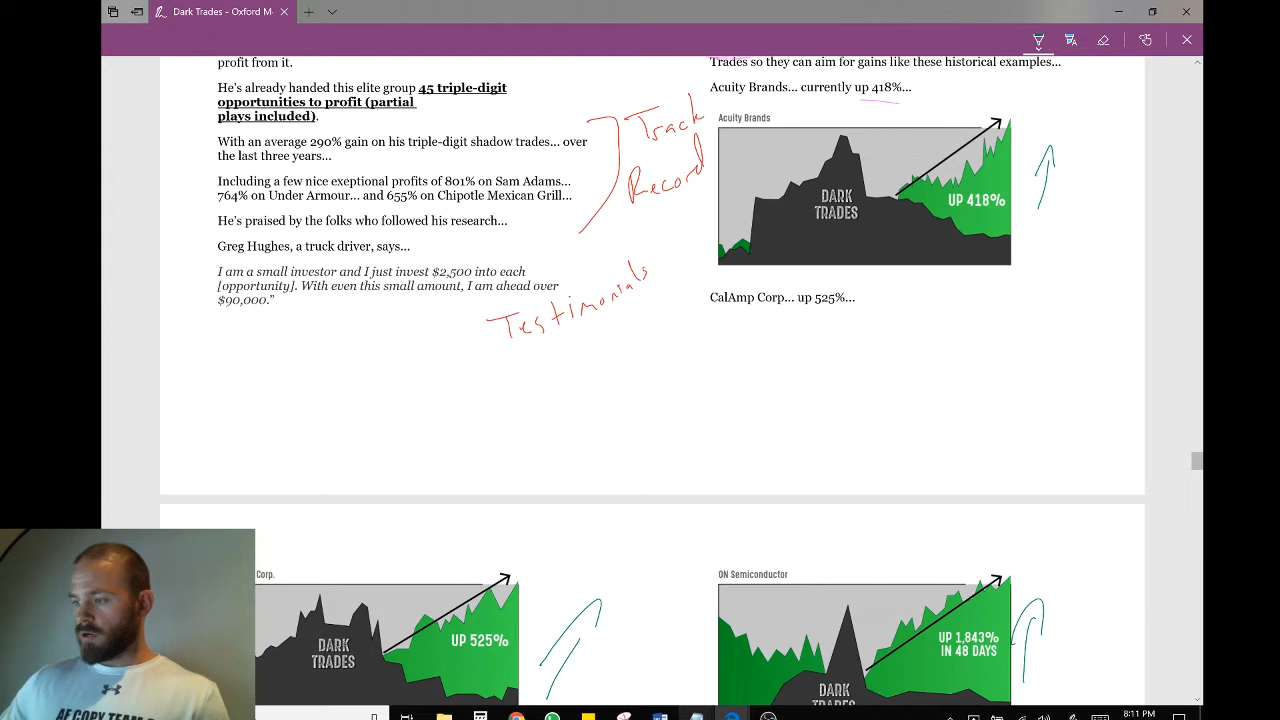 Dark Trades - Oxford M
profit from it.
He's already handed this elite group 45 triple-digit
opportunities to profit (partial
plays included).
With an average 290% gain on his triple-digit shadow trades... over
the last three years...
Including a few nice exeptional profits of 801% on Sam Adams...
764% on Under Armour... and 655% on Chipotle Mexican Grill...
He's praised by the folks who followed his research...
Greg Hughes, a truck driver, says...
I am a small investor and I just invest $2,500 into each
[opportunity]. With even this small amount, I am ahead over
$90,000."
Track
Record
Testimonials
Trades so they can aim for gains like these historical examples...
Acuity Brands... currently up 418%...
Acuity Brands
DARK
TRADES
UP 418%
CalAmp Corp... up 525%...
Corp.
DARK
TRADES
UP 525%
ON Semiconductor
UP 1,843%
IN 48 DAYS
DARK
TRADES
8:11 PM